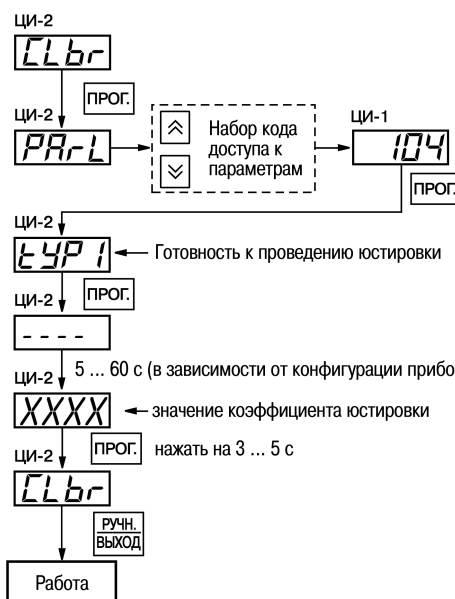 ЦИ-2
CLbr
ПРОГ.
ЦИ-2
PArL
Набор кода
доступа к
параметрам
ЦИ-1
104
ПРОГ.
ЦИ-2
tYP1
Готовность к проведению юстировки
ПРОГ.
ЦИ-2
- - - -
5 ... 60 с (в зависимости от конфигурации прибо
ЦИ-2
XXXX
значение коэффициента юстировки
ПРОГ.
нажать на 3 ... 5 с
ЦИ-2
CLbr
РУЧН.
ВЫХОД
Работа